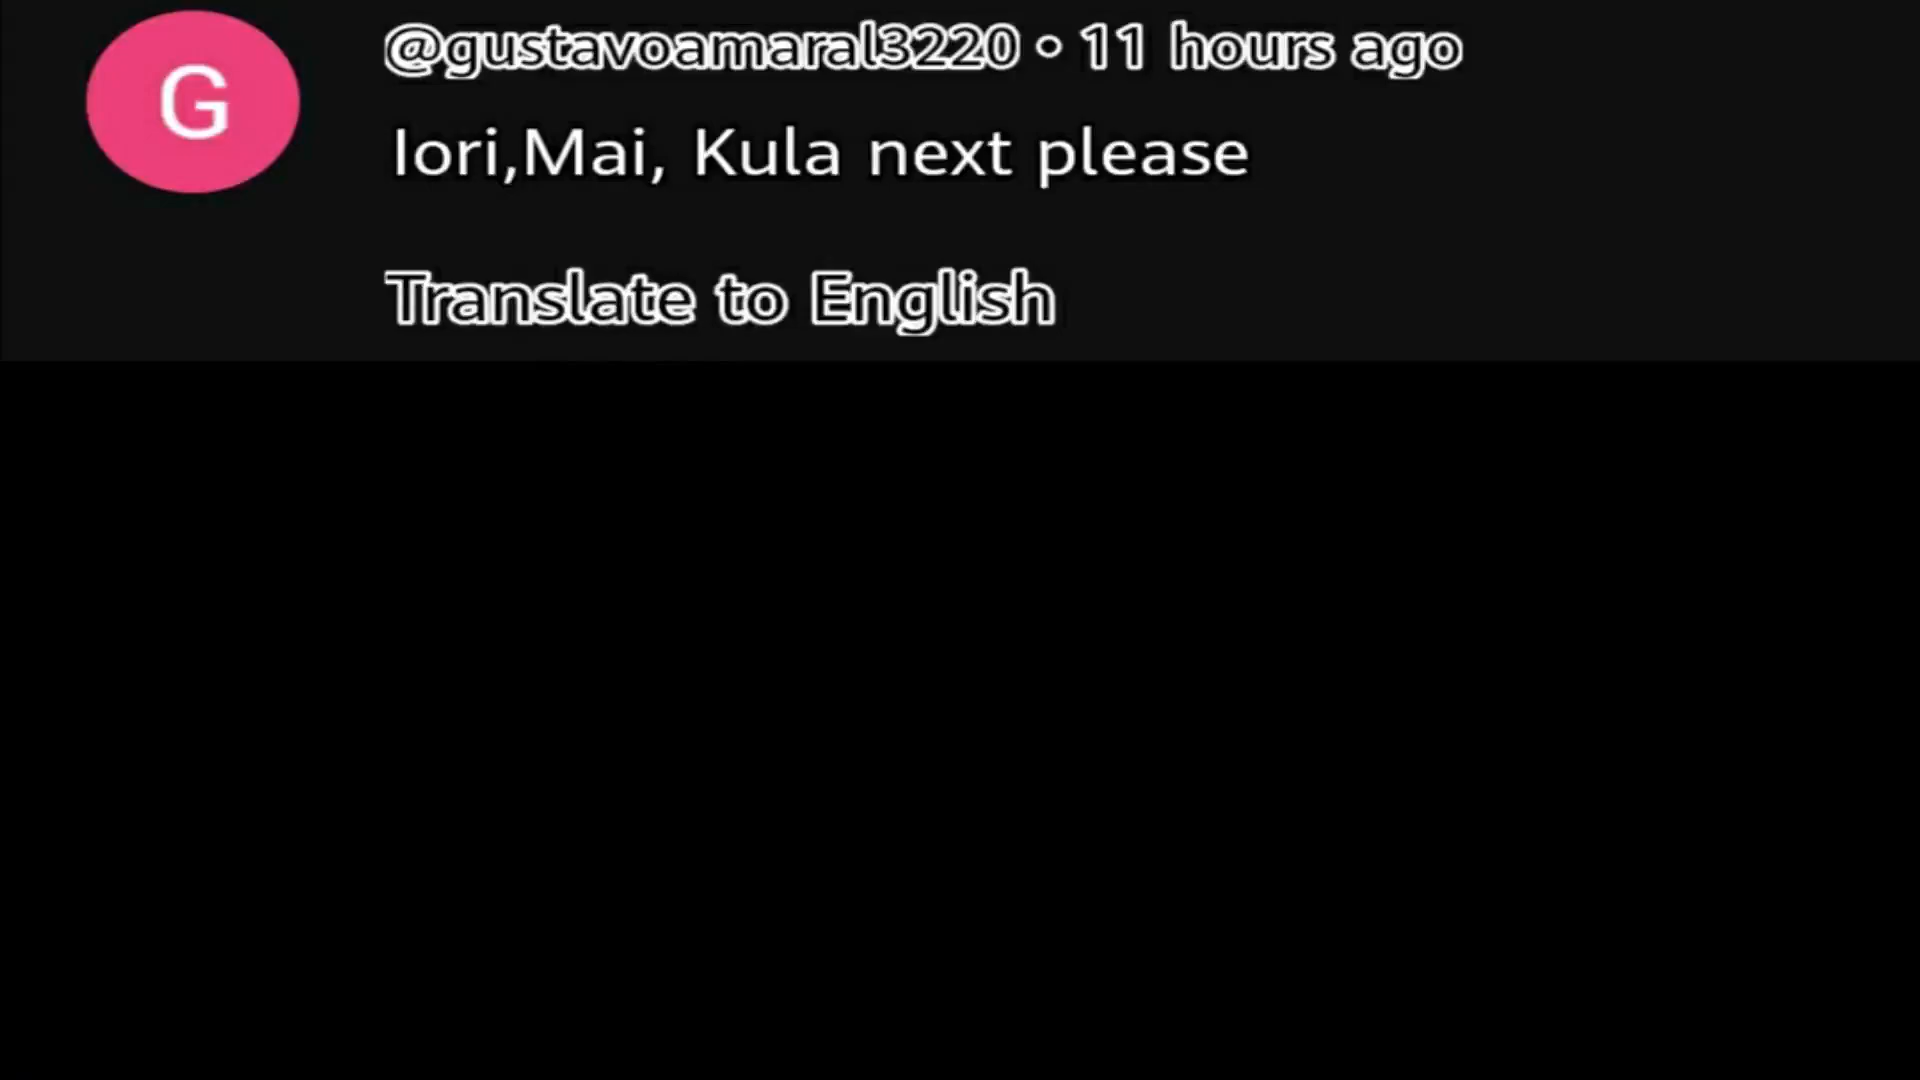 G
@gustavoamaral3220 • 11 hours ago
Iori,Mai, Kula next please
Translate to English